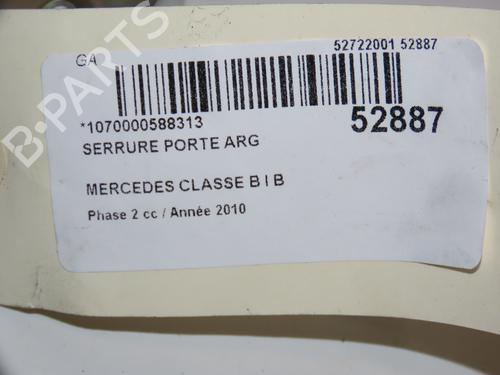 GA
52722001 52887
*1070000588313
52887
SERRURE PORTE ARG
MERCEDES CLASSE B I B
Phase 2 cc / Année 2010
B-PARTS